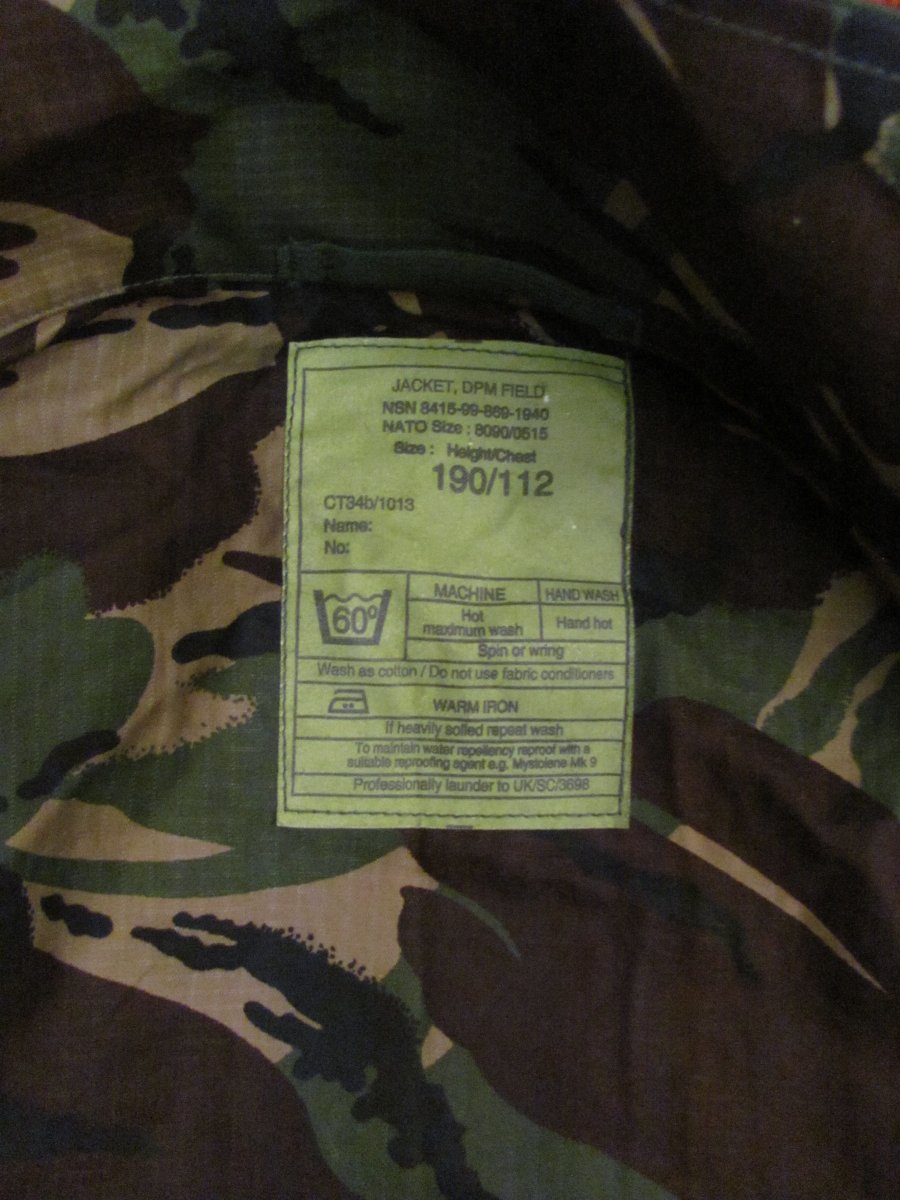 JACKET, DPM FIELD
NSN 8415-99-869-1940
NATO Size : 8090/0515
Size : Height/Chest
190/112
CT34b/1013
Name:
No:
60º
MACHINE
HAND WASH
Hot
maximum wash
Hand hot
Spin or wring
Wash as cotton / Do not use fabric conditioners
WARM IRON
If heavily soiled repeat wash
To maintain water repellency reproof with a
suitable reproofing agent e.g. Mystolene Mk 9
Professionally launder to UK/SC/3698